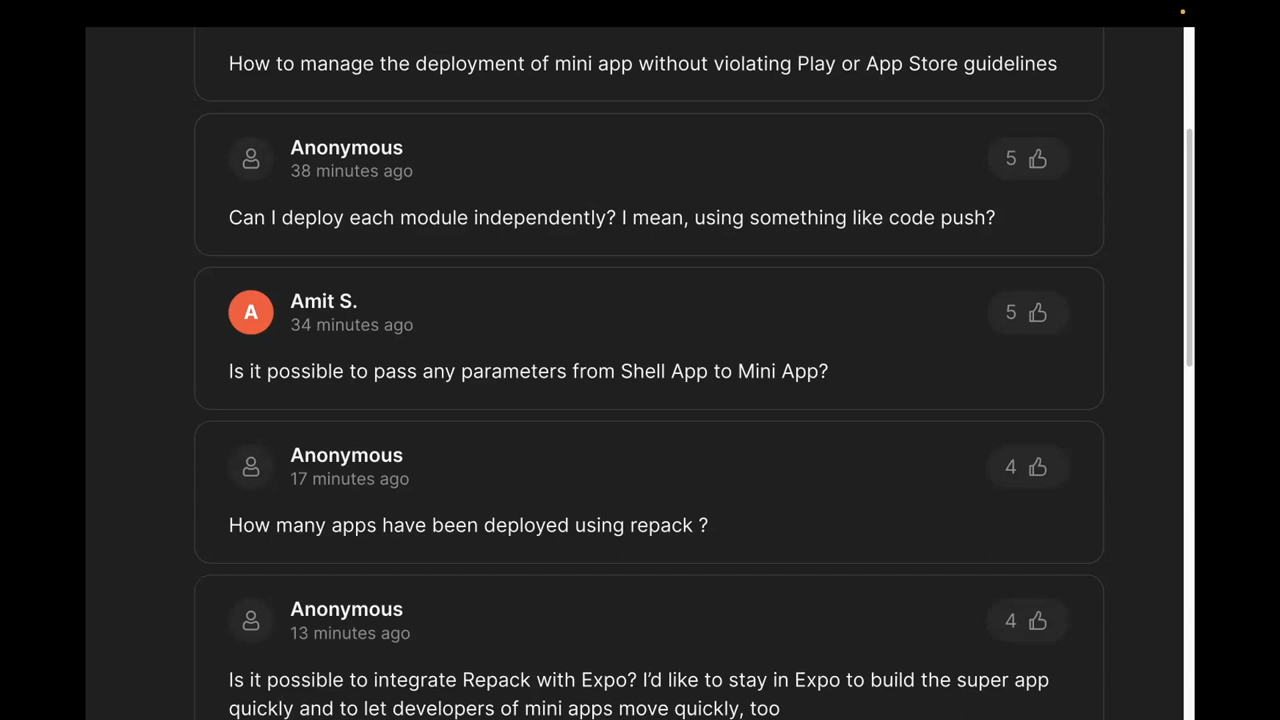 How to manage the deployment of mini app without violating Play or App Store guidelines
Anonymous
38 minutes ago
5
Can I deploy each module independently? I mean, using something like code push?
A
Amit S.
34 minutes ago
5
Is it possible to pass any parameters from Shell App to Mini App?
Anonymous
17 minutes ago
4
How many apps have been deployed using repack ?
Anonymous
13 minutes ago
4
Is it possible to integrate Repack with Expo? I'd like to stay in Expo to build the super app
quickly and to let developers of mini apps move quickly, too